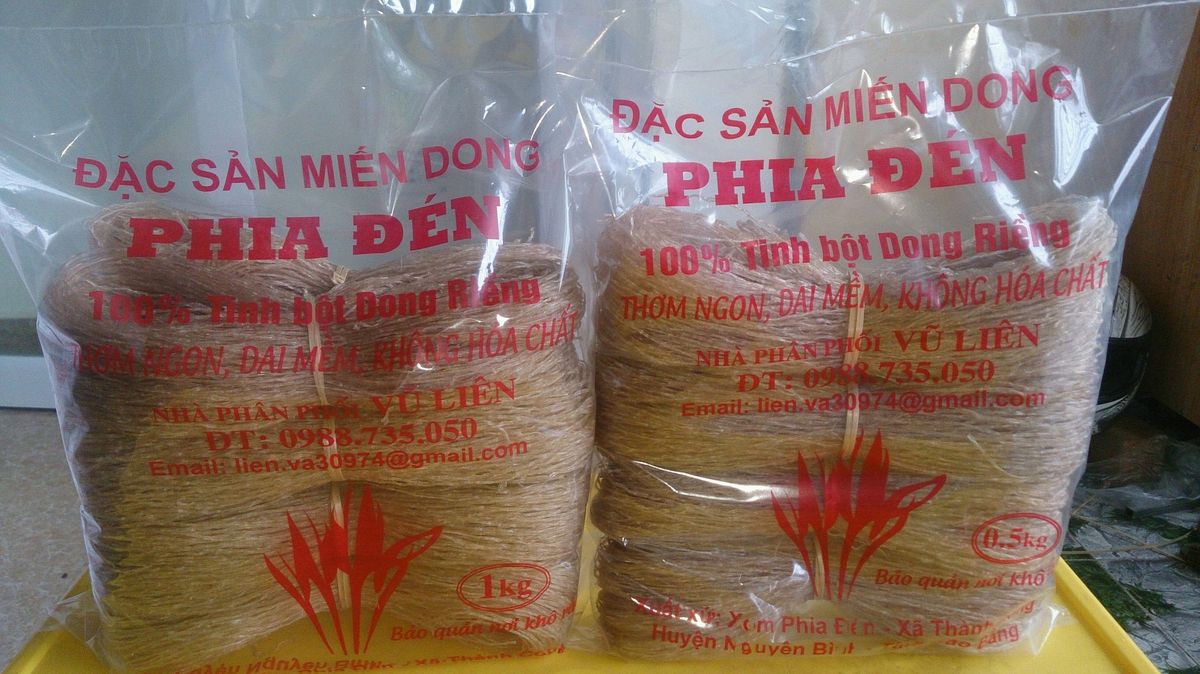 ĐẶC SẢN MIẾN DONG
PHIA ĐÉN
100% Tinh bột Dong Riềng
THƠM NGON, DAI MỀM, KHÔNG HÓA CHẤT
NHÀ PHÂN PHỐI VŨ LIÊN
ĐT: 0988.735.050
Email: lien.va30974@gmail.com
1kg
Bảo quản nơi khô
ĐẶC SẢN MIẾN DONG
PHIA ĐÉN
100% Tinh bột Dong Riềng
THƠM NGON, DAI MỀM, KHÔNG HÓA CHẤT
NHÀ PHÂN PHỐI VŨ LIÊN
ĐT: 0988.735.050
Email: lien.va30974@gmail.com
0.5kg
Bảo quản nơi khô
Xuất xứ: Xóm Phia Đén - Xã Thành
Huyện Nguyên Bình